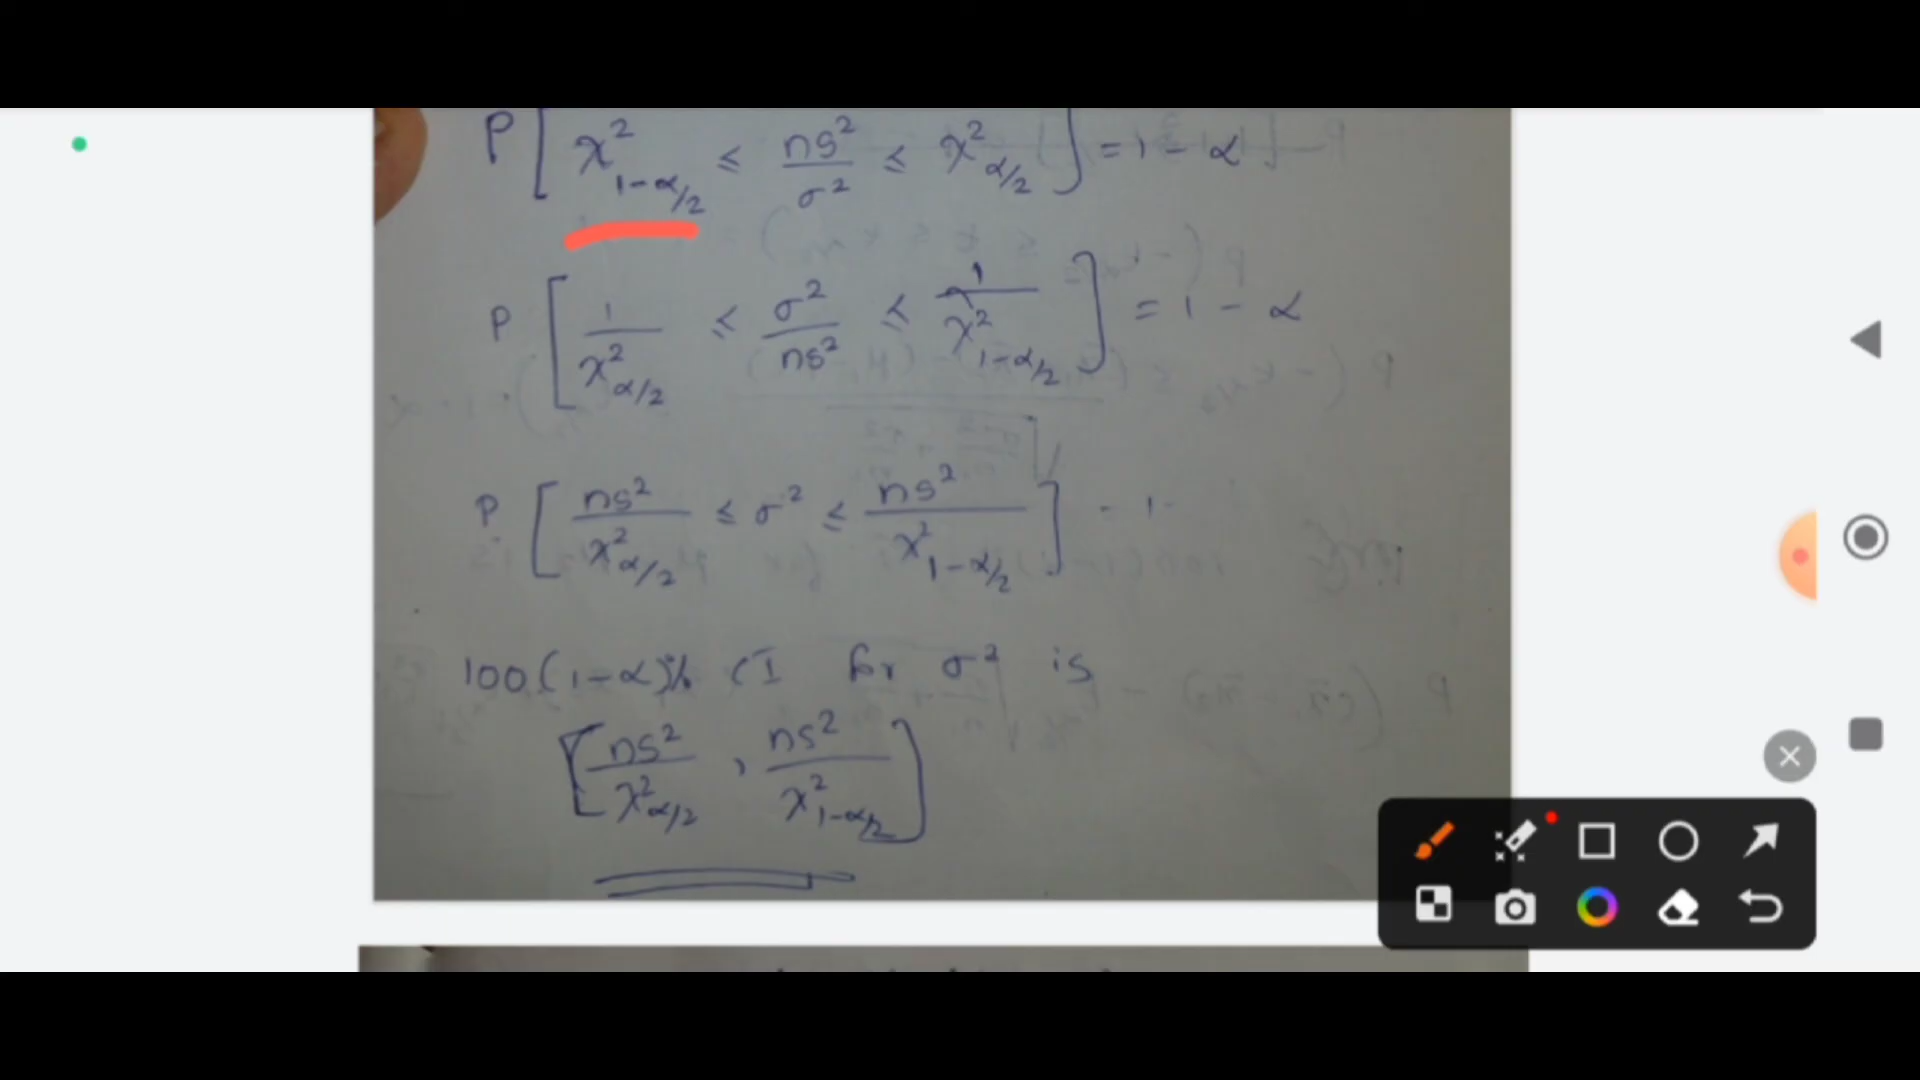 P[χ²_{1-α/2} ≤ ns²/σ² ≤ χ²_{α/2}] = 1 - α
P[1/χ²_{α/2} ≤ σ²/ns² ≤ 1/χ²_{1-α/2}] = 1 - α
P[ns²/χ²_{α/2} ≤ σ² ≤ ns²/χ²_{1-α/2}] - 1-
100(1-α)% CI for σ² is
[ns²/χ²_{α/2}, ns²/χ²_{1-α/2}]